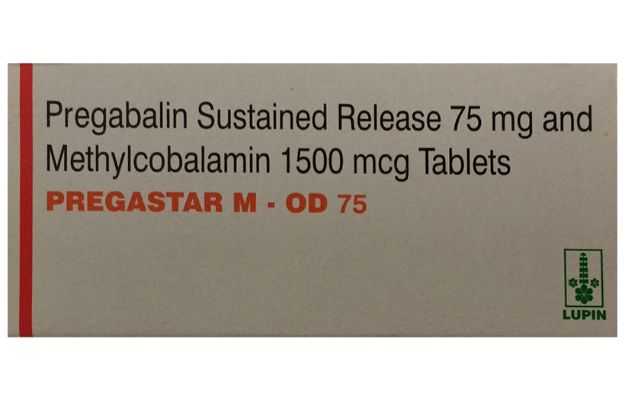 Pregabalin Sustained Release 75 mg and
Methylcobalamin 1500 mcg Tablets
PREGASTAR M - OD 75
LUPIN